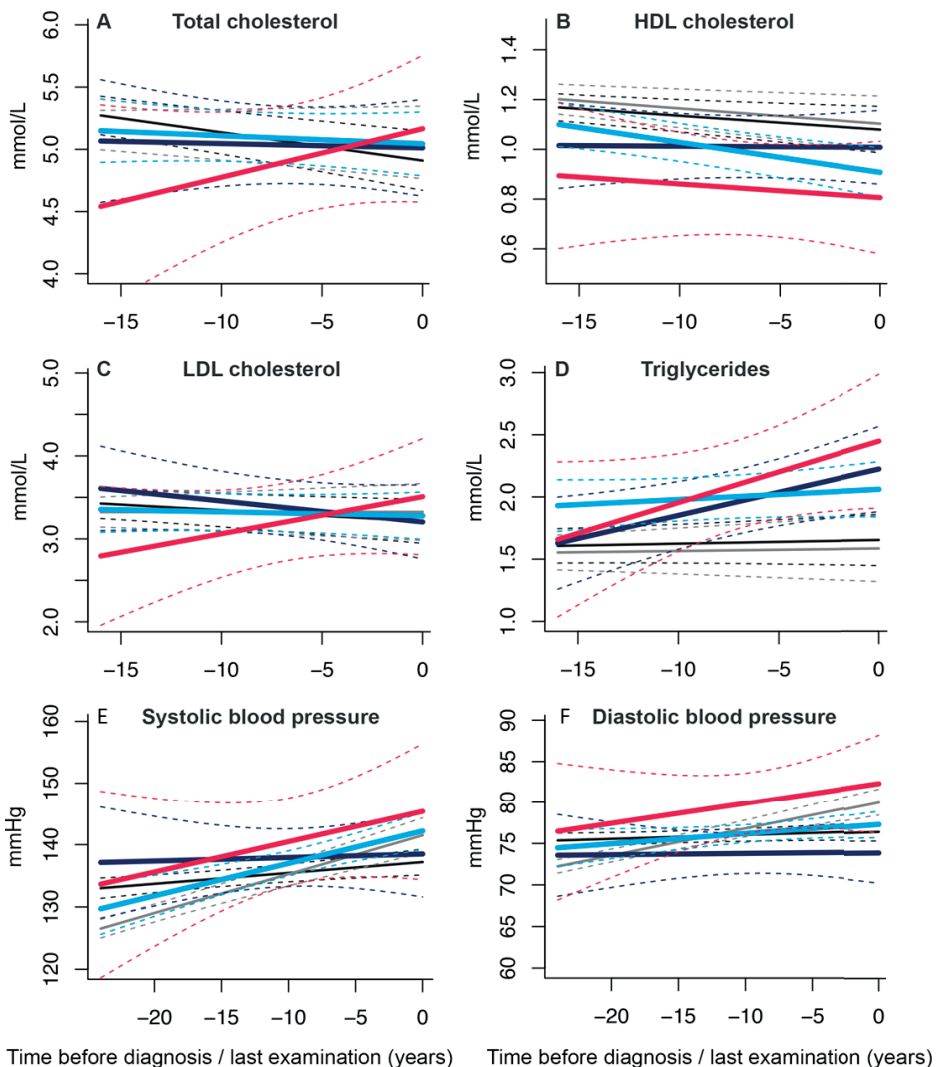 A Total cholesterol
6.0
5.5
5.0
4.5
4.0
mmol/L
−15 −10 −5 0
B HDL cholesterol
1.4
1.2
1.0
0.8
0.6
mmol/L
−15 −10 −5 0
C LDL cholesterol
5.0
4.0
3.0
2.0
mmol/L
−15 −10 −5 0
D Triglycerides
3.0
2.5
2.0
1.5
1.0
mmol/L
−15 −10 −5 0
E Systolic blood pressure
160
150
140
130
120
mmHg
−20 −15 −10 −5 0
Time before diagnosis / last examination (years)
F Diastolic blood pressure
90
85
80
75
70
65
60
mmHg
−20 −15 −10 −5 0
Time before diagnosis / last examination (years)